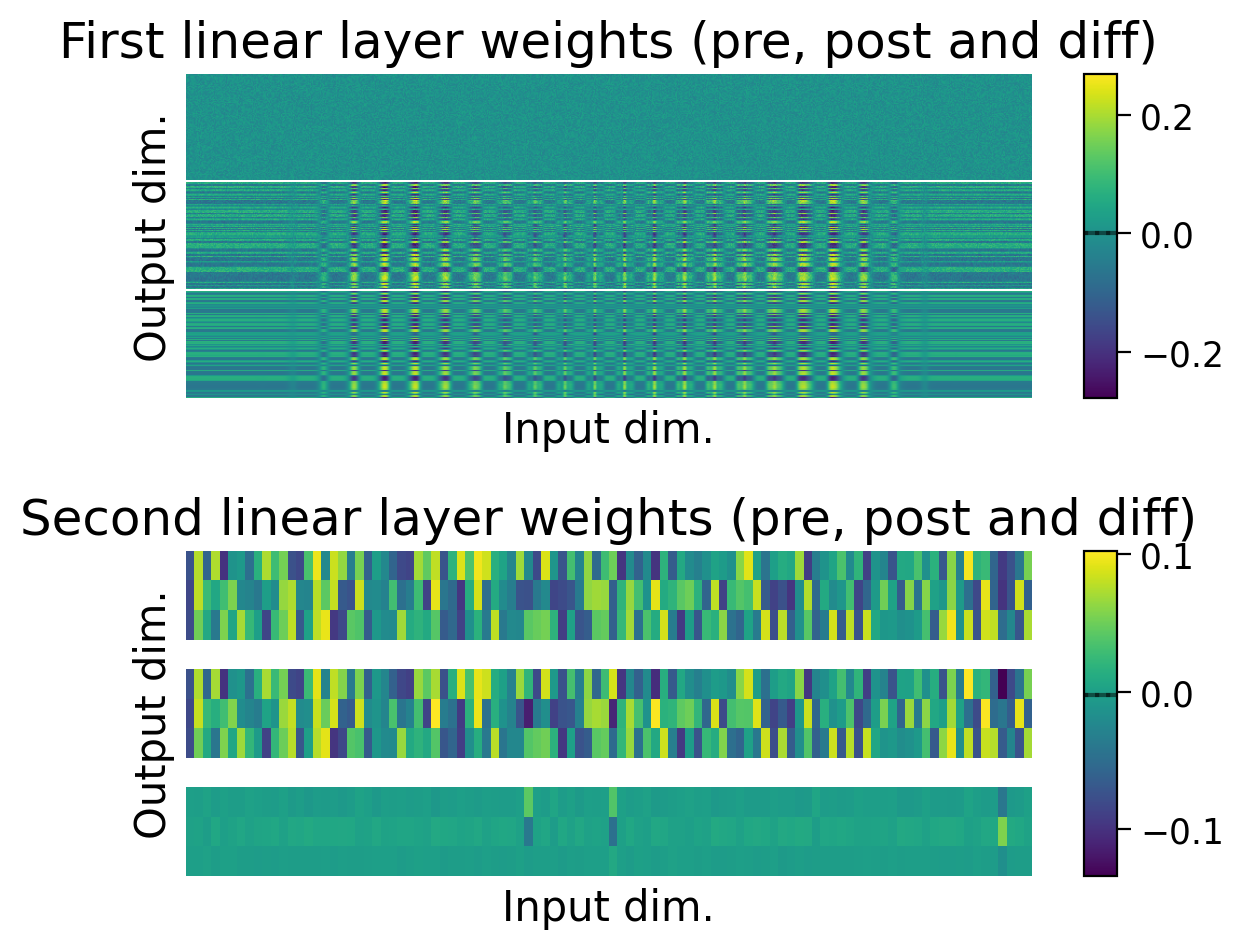 First linear layer weights (pre, post and diff)
Output dim.
0.2
0.0
−0.2
Input dim.
Second linear layer weights (pre, post and diff)
Output dim.
0.1
0.0
−0.1
Input dim.